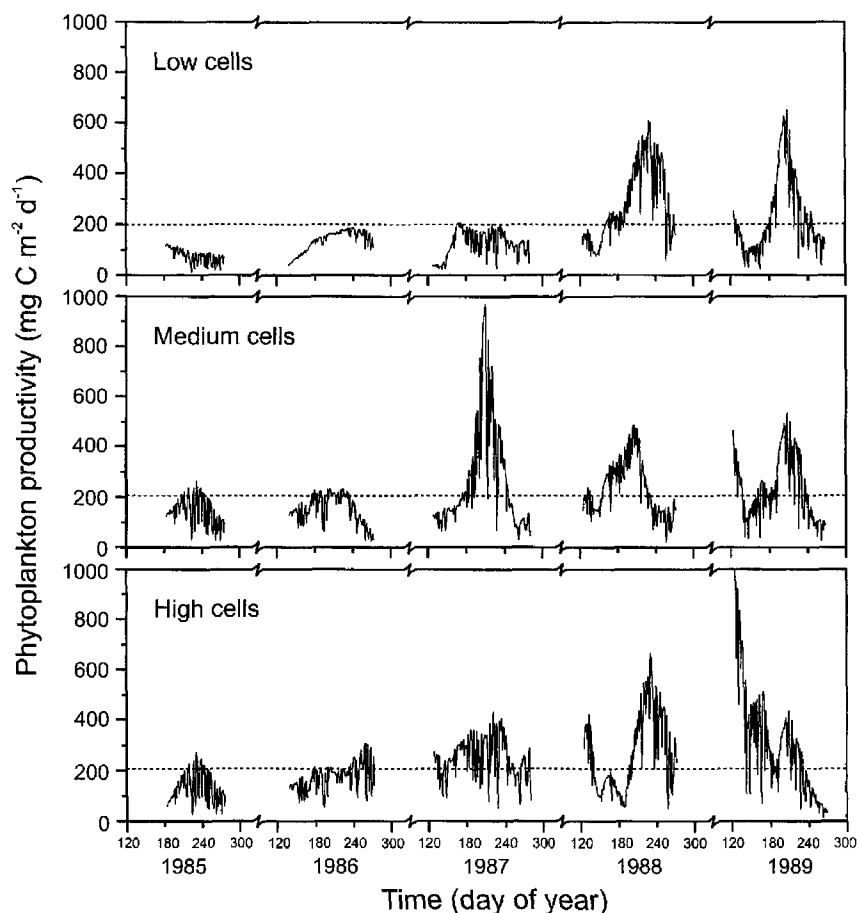 Phytoplankton productivity (mg C m⁻² d⁻¹)
1000
Low cells
800
600
400
200
0
1000
Medium cells
800
600
400
200
0
1000
High cells
800
600
400
200
0
120 180 240 300 120 180 240 300 120 180 240 300 120 180 240 300 120 180 240 300
1985 1986 1987 1988 1989
Time (day of year)